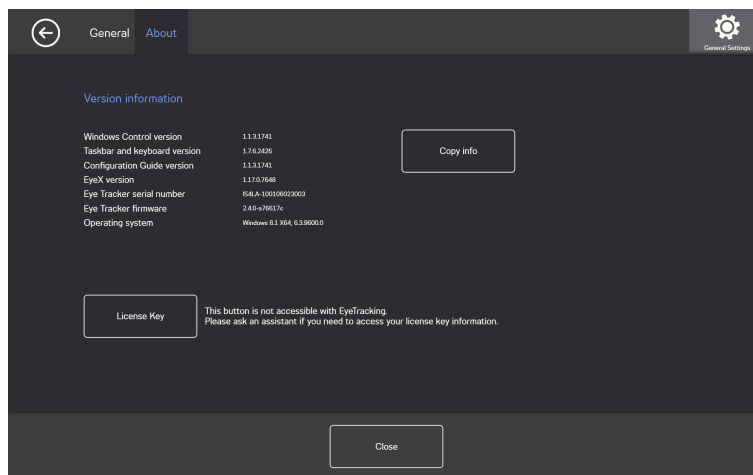 General About
General Settings
Version information
Windows Control version 1.1.3.1741
Taskbar and keyboard version 1.7.6.2426
Configuration Guide version 1.1.3.1741
EyeX version 1.17.0.7648
Eye Tracker serial number IS4LA-100106023003
Eye Tracker firmware 2.4.0-e76617c
Operating system Windows 8.1 X64, 6.3.9600.0
Copy info
License Key
This button is not accessible with EyeTracking.
Please ask an assistant if you need to access your license key information.
Close